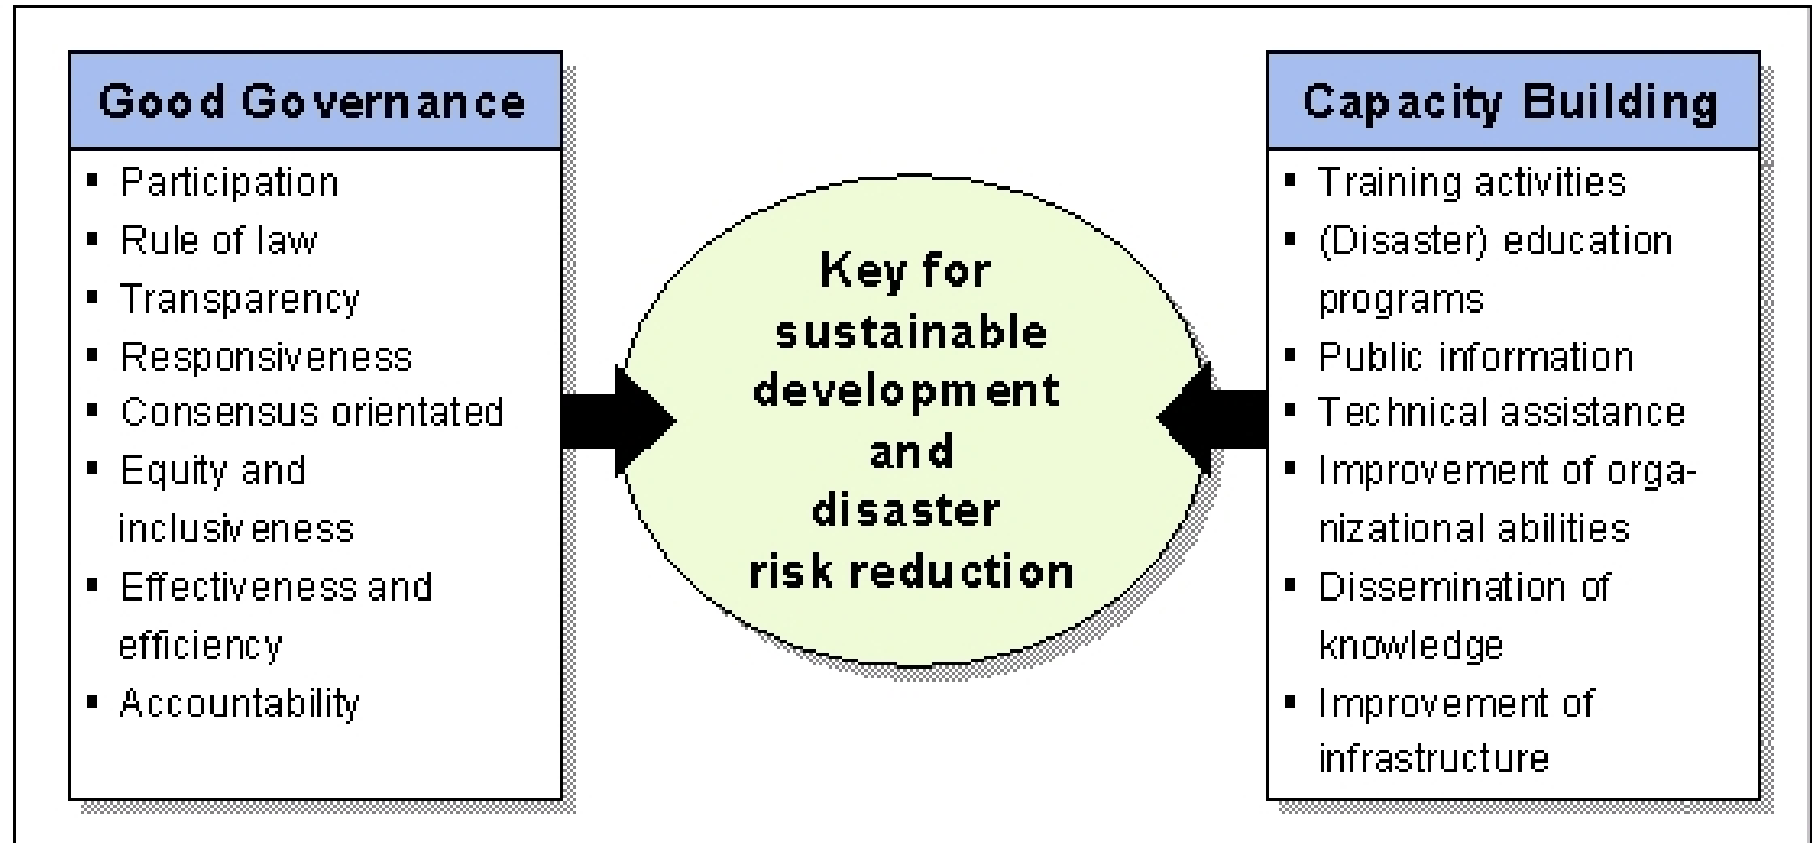 Good Governance
▪ Participation
▪ Rule of law
▪ Transparency
▪ Responsiveness
▪ Consensus orientated
▪ Equity and
inclusiveness
▪ Effectiveness and
efficiency
▪ Accountability
Key for
sustainable
development
and
disaster
risk reduction
Capacity Building
▪ Training activities
▪ (Disaster) education
programs
▪ Public information
▪ Technical assistance
▪ Improvement of orga-
nizational abilities
▪ Dissemination of
knowledge
▪ Improvement of
infrastructure